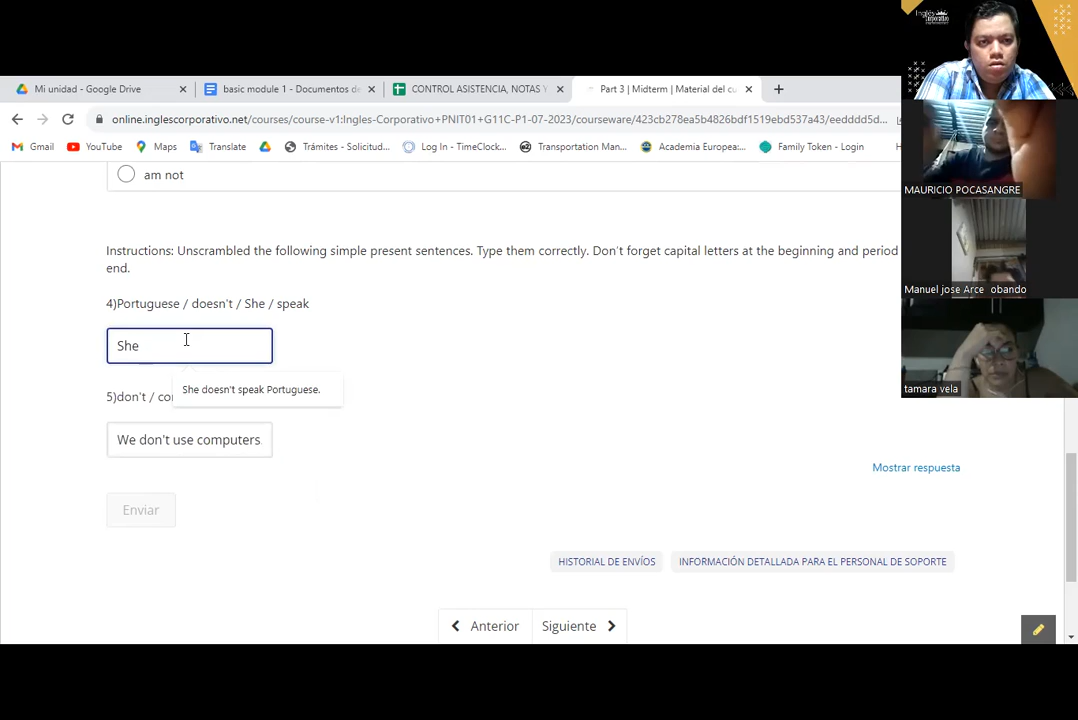 Inglés
Corporativo
Mi unidad - Google Drive
basic module 1 - Documentos de
CONTROL ASISTENCIA, NOTAS Y
Part 3 | Midterm | Material del cu
online.inglescorporativo.net/courses/course-v1:Ingles-Corporativo+PNIT01+G11C-P1-07-2023/courseware/423cb278ea5b4826bdf1519ebd537a43/eedddd5d...
Gmail
YouTube
Maps
Translate
Trámites - Solicitud...
Log In - TimeClock...
Transportation Man...
Academia Europea:...
Family Token - Login
MAURICIO POCASANGRE
am not
Instructions: Unscrambled the following simple present sentences. Type them correctly. Don't forget capital letters at the beginning and period
end.
Manuel jose Arce obando
4)Portuguese / doesn't / She / speak
She
She doesn't speak Portuguese.
tamara vela
5)don't / co
We don't use computers
Mostrar respuesta
Enviar
HISTORIAL DE ENVÍOS
INFORMACIÓN DETALLADA PARA EL PERSONAL DE SOPORTE
Anterior
Siguiente